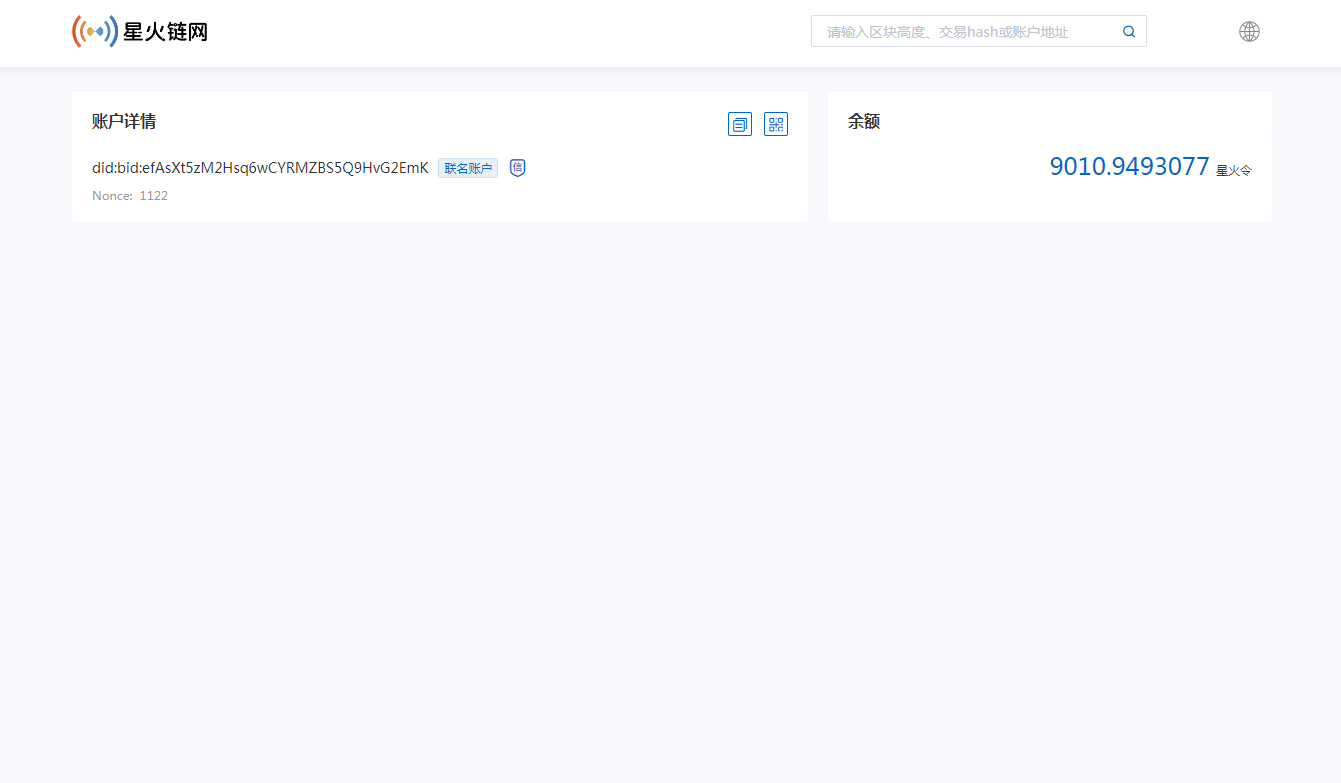 星火链网
请输入区块高度、交易hash或账户地址
账户详情
did:bid:efAsXt5zM2Hsq6wCYRMZBS5Q9HvG2EmK 联名账户 信
Nonce: 1122
余额
9010.9493077 星火令